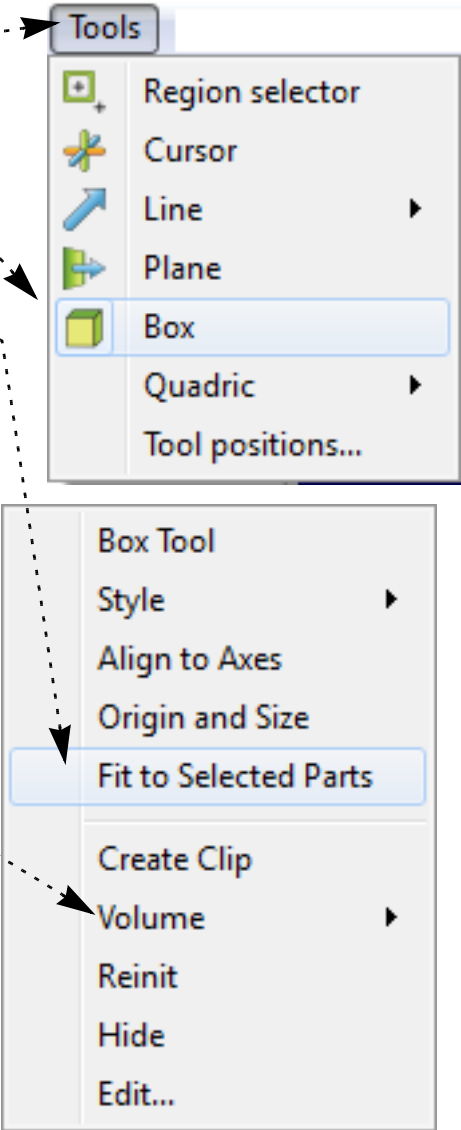 Tools
Region selector
Cursor
Line
Plane
Box
Quadric
Tool positions...
Box Tool
Style
Align to Axes
Origin and Size
Fit to Selected Parts
Create Clip
Volume
Reinit
Hide
Edit...